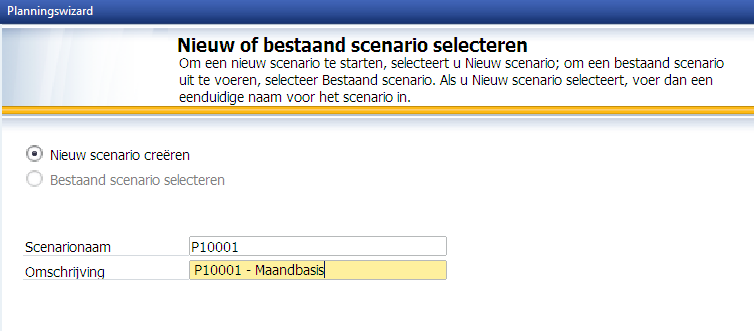 Planningswizard
Nieuw of bestaand scenario selecteren
Om een nieuw scenario te starten, selecteert u Nieuw scenario; om een bestaand scenario
uit te voeren, selecteer Bestaand scenario. Als u Nieuw scenario selecteert, voer dan een
eenduidige naam voor het scenario in.
Nieuw scenario creëren
Bestaand scenario selecteren
Scenarionaam P10001
Omschrijving P10001 - Maandbasis